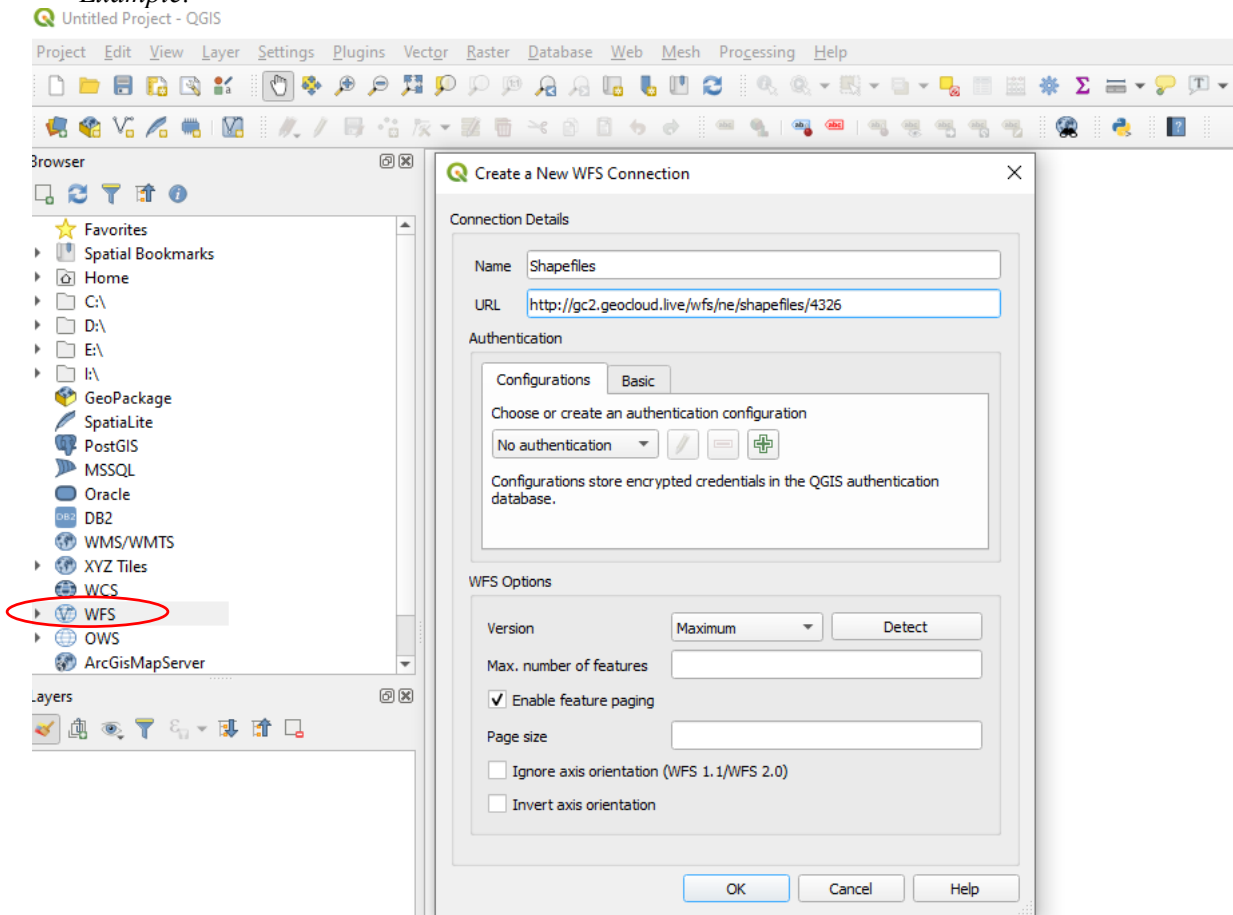 Example:
Untitled Project - QGIS
Project Edit View Layer Settings Plugins Vector Raster Database Web Mesh Processing Help
Browser
Favorites
Spatial Bookmarks
Home
C:\
D:\
E:\
I:\
GeoPackage
SpatiaLite
PostGIS
MSSQL
Oracle
DB2 DB2
WMS/WMTS
XYZ Tiles
WCS
WFS
OWS
ArcGisMapServer
Layers
Create a New WFS Connection
Connection Details
Name Shapefiles
URL http://gc2.geocloud.live/wfs/ne/shapefiles/4326
Authentication
Configurations Basic
Choose or create an authentication configuration
No authentication
Configurations store encrypted credentials in the QGIS authentication
database.
WFS Options
Version Maximum Detect
Max. number of features
Enable feature paging
Page size
Ignore axis orientation (WFS 1.1/WFS 2.0)
Invert axis orientation
OK Cancel Help